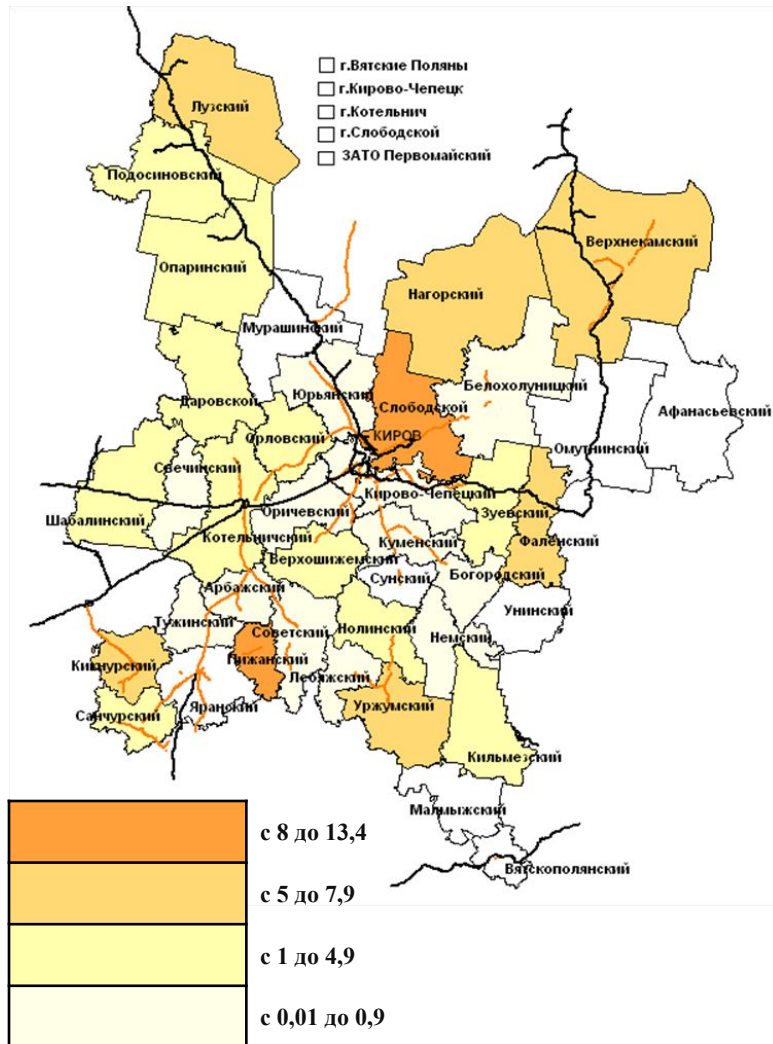 г.Вятские Поляны
г.Кирово-Чепецк
г.Котельнич
г.Слободской
ЗАТО Первомайский
Лузский
Подосиновский
Опаринский
Мурашинский
Нагорский
Верхнекамский
Юрьянский
Белохолуницкий
Афанасьевский
Даровской
Слободской
Орловский
КИРОВ
Омутнинский
Свечинский
Кирово-Чепецкий
Шабалинский
Оричевский
Зуевский
Котельничский
Куменский
Фаленский
Верхошижемский
Сунский
Богородский
Арбажский
Унинский
Тужинский
Советский
Нолинский
Немский
Кикнурский
Пижанский
Лебяжский
Санчурский
Яранский
Уржумский
Кильмезский
Малмыжский
Вятскополянский
с 8 до 13,4
с 5 до 7,9
с 1 до 4,9
с 0,01 до 0,9